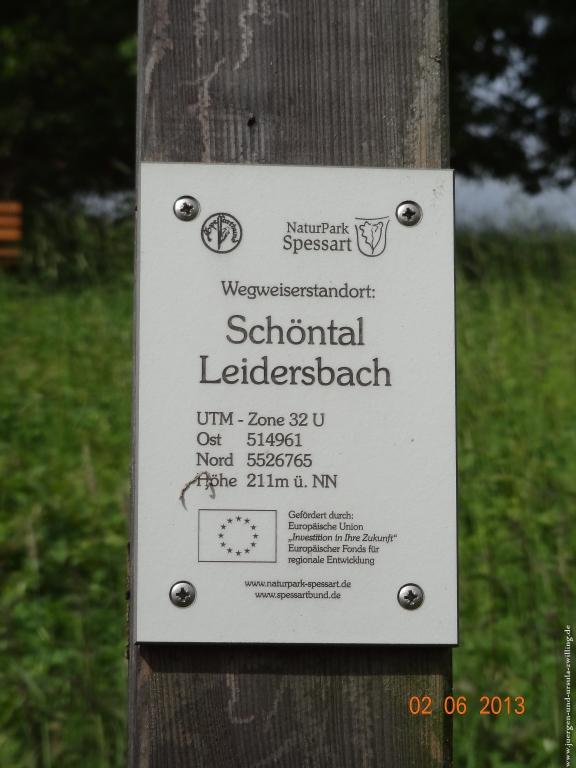 Spessartbund
NaturPark
Spessart
Wegweiserstandort:
Schöntal
Leidersbach
UTM - Zone 32 U
Ost 514961
Nord 5526765
Höhe 211m ü. NN
Gefördert durch:
Europäische Union
„Investition in Ihre Zukunft“
Europäischer Fonds für
regionale Entwicklung
www.naturpark-spessart.de
www.spessartbund.de
02 06 2013
www.juergen-und-ursula-zwilling.de